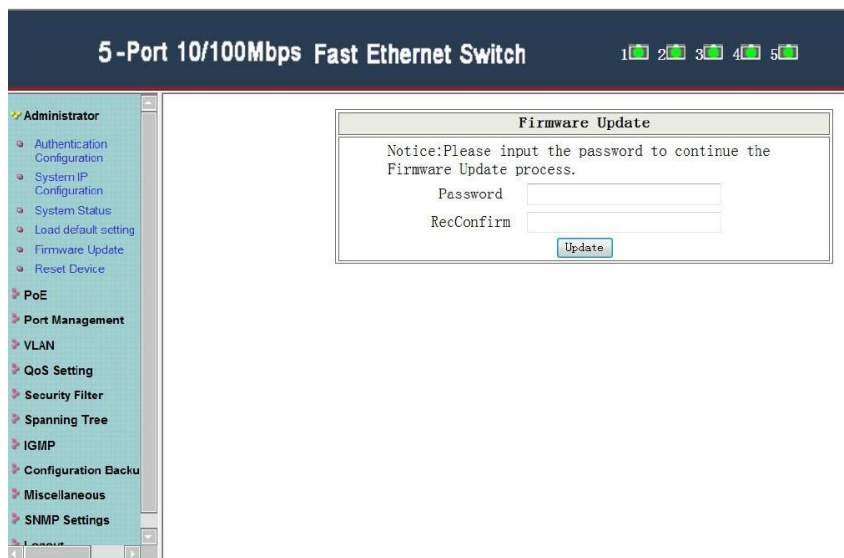 5-Port 10/100Mbps Fast Ethernet Switch
1 2 3 4 5
Administrator
Authentication
Configuration
System IP
Configuration
System Status
Load default setting
Firmware Update
Reset Device
PoE
Port Management
VLAN
QoS Setting
Security Filter
Spanning Tree
IGMP
Configuration Backu
Miscellaneous
SNMP Settings
Logout
Firmware Update
Notice:Please input the password to continue the
Firmware Update process.
Password
RecConfirm
Update